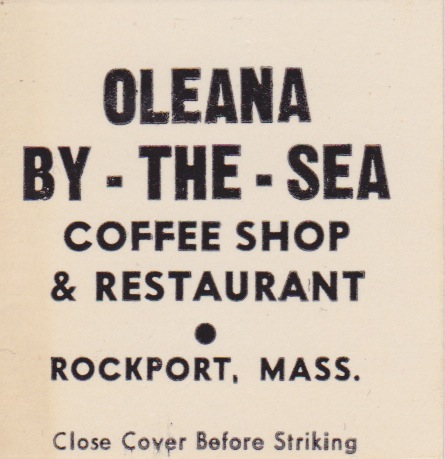 OLEANA
BY - THE - SEA
COFFEE SHOP
& RESTAURANT
●
ROCKPORT, MASS.
Close Cover Before Striking